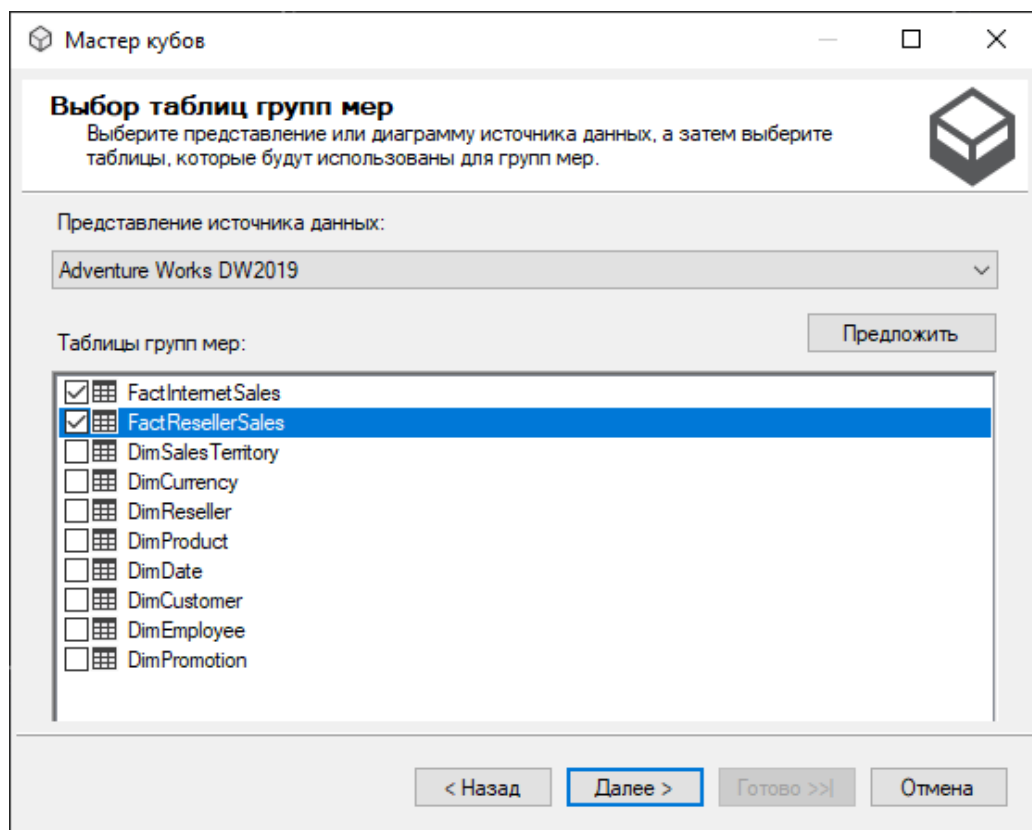 Мастер кубов
Выбор таблиц групп мер
Выберите представление или диаграмму источника данных, а затем выберите
таблицы, которые будут использованы для групп мер.
Представление источника данных:
Adventure Works DW2019
Предложить
Таблицы групп мер:
FactInternetSales
FactResellerSales
DimSalesTerritory
DimCurrency
DimReseller
DimProduct
DimDate
DimCustomer
DimEmployee
DimPromotion
< Назад Далее > Готово >>| Отмена